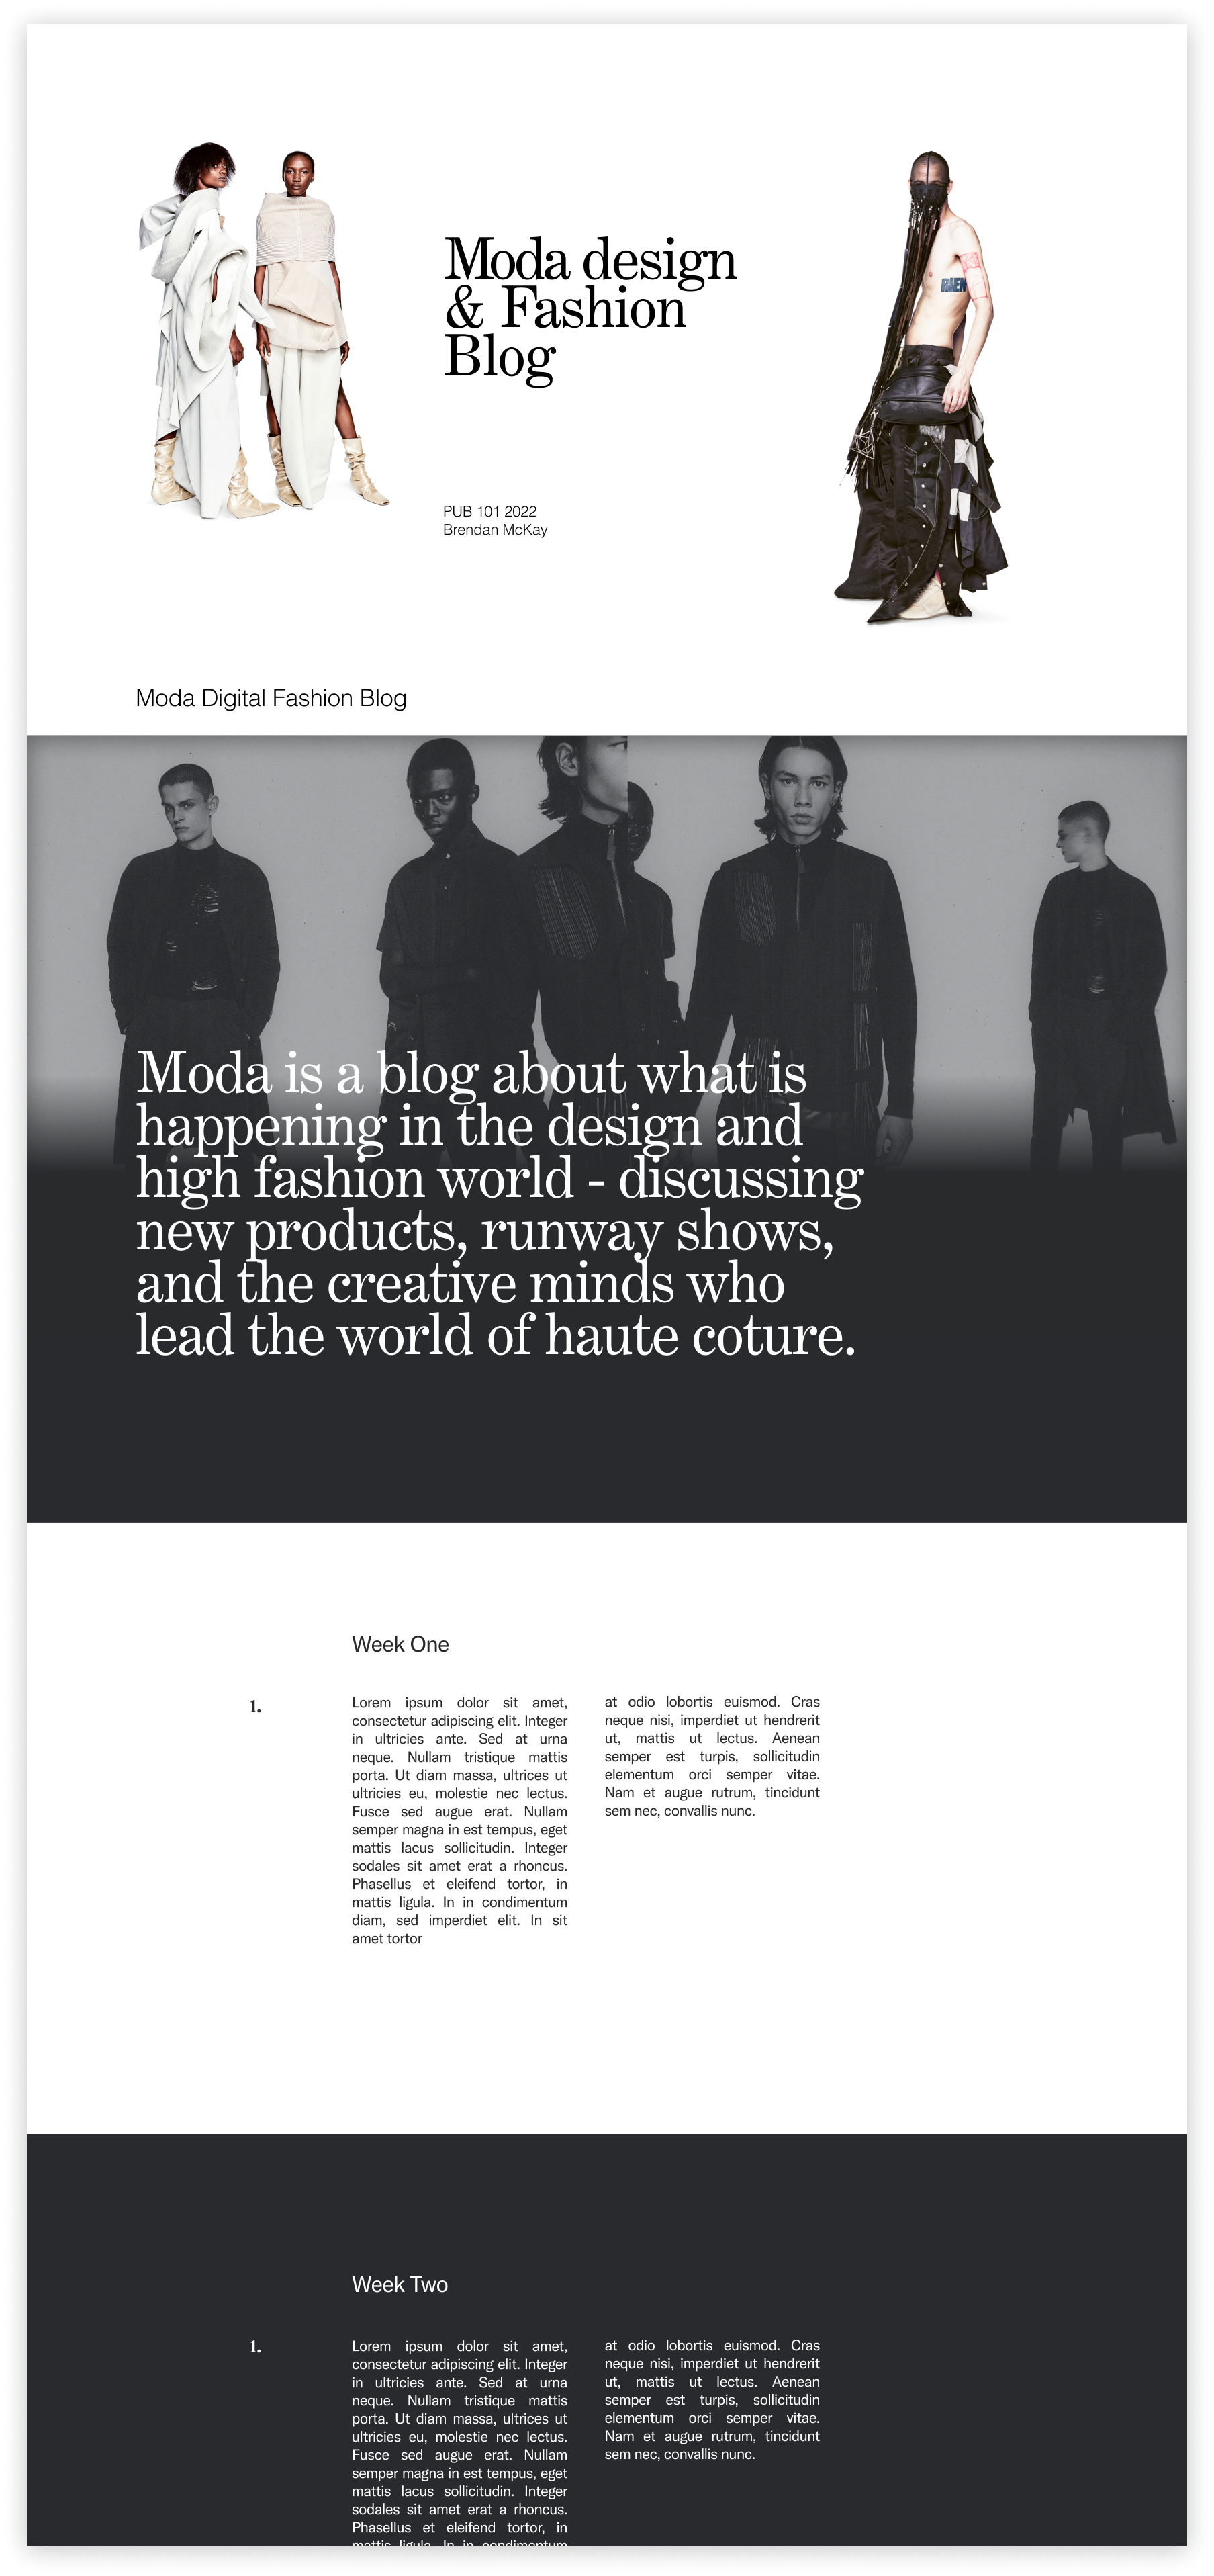 Moda design
& Fashion
Blog
RIEN
PUB 101 2022
Brendan McKay
Moda Digital Fashion Blog
Moda is a blog about what is
happening in the design and
high fashion world - discussing
new products, runway shows,
and the creative minds who
lead the world of haute coture.
Week One
1.
Lorem ipsum dolor sit amet,
consectetur adipiscing elit. Integer
in ultricies ante. Sed at urna
neque. Nullam tristique mattis
porta. Ut diam massa, ultrices ut
ultricies eu, molestie nec lectus.
Fusce sed augue erat. Nullam
semper magna in est tempus, eget
mattis lacus sollicitudin. Integer
sodales sit amet erat a rhoncus.
Phasellus et eleifend tortor, in
mattis ligula. In in condimentum
diam, sed imperdiet elit. In sit
amet tortor
at odio lobortis euismod. Cras
neque nisi, imperdiet ut hendrerit
ut, mattis ut lectus. Aenean
semper est turpis, sollicitudin
elementum orci semper vitae.
Nam et augue rutrum, tincidunt
sem nec, convallis nunc.
Week Two
1.
Lorem ipsum dolor sit amet,
consectetur adipiscing elit. Integer
in ultricies ante. Sed at urna
neque. Nullam tristique mattis
porta. Ut diam massa, ultrices ut
ultricies eu, molestie nec lectus.
Fusce sed augue erat. Nullam
semper magna in est tempus, eget
mattis lacus sollicitudin. Integer
sodales sit amet erat a rhoncus.
Phasellus et eleifend tortor, in
mattis ligula. In in condimentum
at odio lobortis euismod. Cras
neque nisi, imperdiet ut hendrerit
ut, mattis ut lectus. Aenean
semper est turpis, sollicitudin
elementum orci semper vitae.
Nam et augue rutrum, tincidunt
sem nec, convallis nunc.